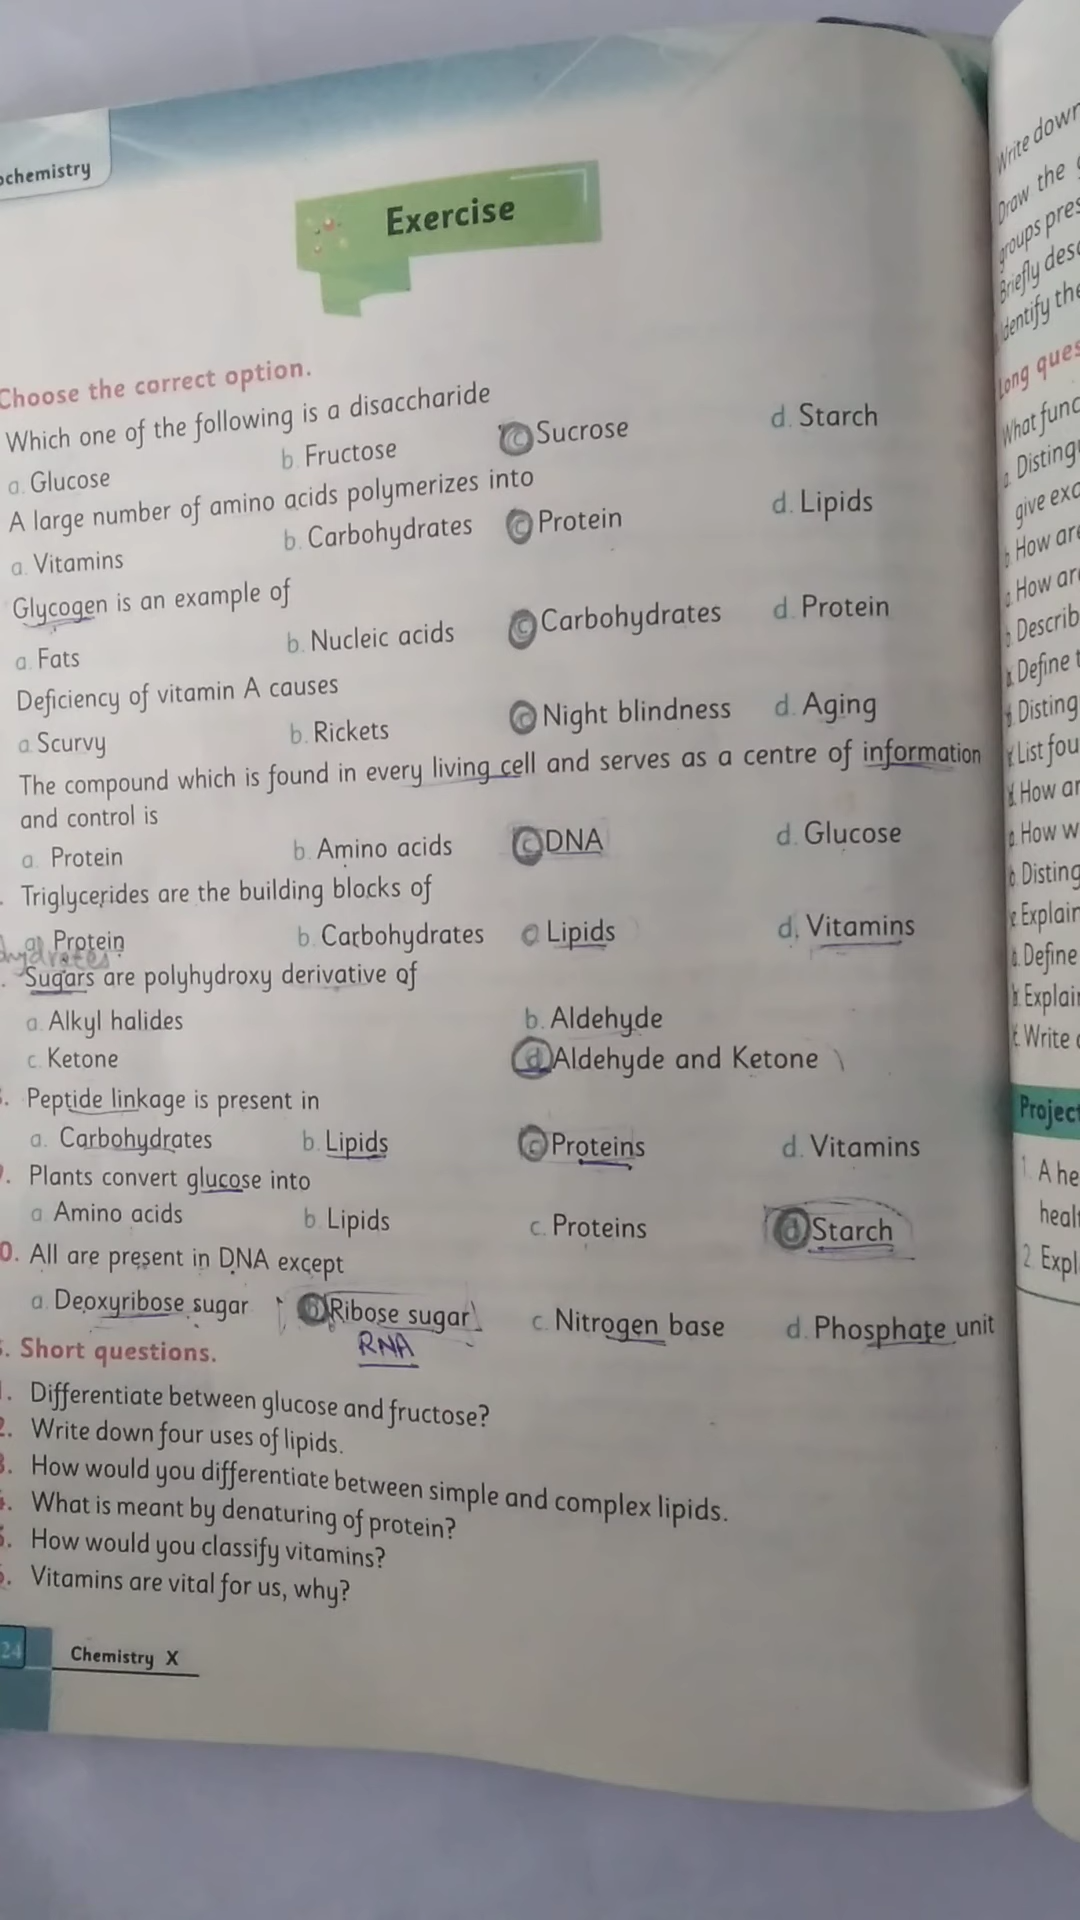 ochemistry
Exercise
Choose the correct option.
Which one of the following is a disaccharide
a. Glucose b. Fructose c Sucrose d. Starch
A large number of amino acids polymerizes into
a. Vitamins b. Carbohydrates c Protein d. Lipids
Glycogen is an example of
a. Fats b. Nucleic acids c Carbohydrates d. Protein
Deficiency of vitamin A causes
a. Scurvy b. Rickets c Night blindness d. Aging
The compound which is found in every living cell and serves as a centre of information
and control is
a. Protein b. Amino acids c DNA d. Glucose
. Triglycerides are the building blocks of
a) Protein b. Carbohydrates c Lipids d. Vitamins
hydrates
. Sugars are polyhydroxy derivative of
a. Alkyl halides b. Aldehyde
c. Ketone d Aldehyde and Ketone
. Peptide linkage is present in
a. Carbohydrates b. Lipids c Proteins d. Vitamins
. Plants convert glucose into
a. Amino acids b. Lipids c. Proteins d Starch
0. All are present in DNA except
a. Deoxyribose sugar b Ribose sugar c. Nitrogen base d. Phosphate unit
RNA
. Short questions.
. Differentiate between glucose and fructose?
2. Write down four uses of lipids.
3. How would you differentiate between simple and complex lipids.
. What is meant by denaturing of protein?
. How would you classify vitamins?
. Vitamins are vital for us, why?
24 Chemistry X
Write down
Draw the
groups pres
Briefly desc
Identify the
Long ques
What func
a. Disting
give exa
b. How are
How are
Describ
Define t
Disting
List fou
How ar
How w
Disting
Explain
Define
Explain
Write
Project
1. A he
healt
2. Expl